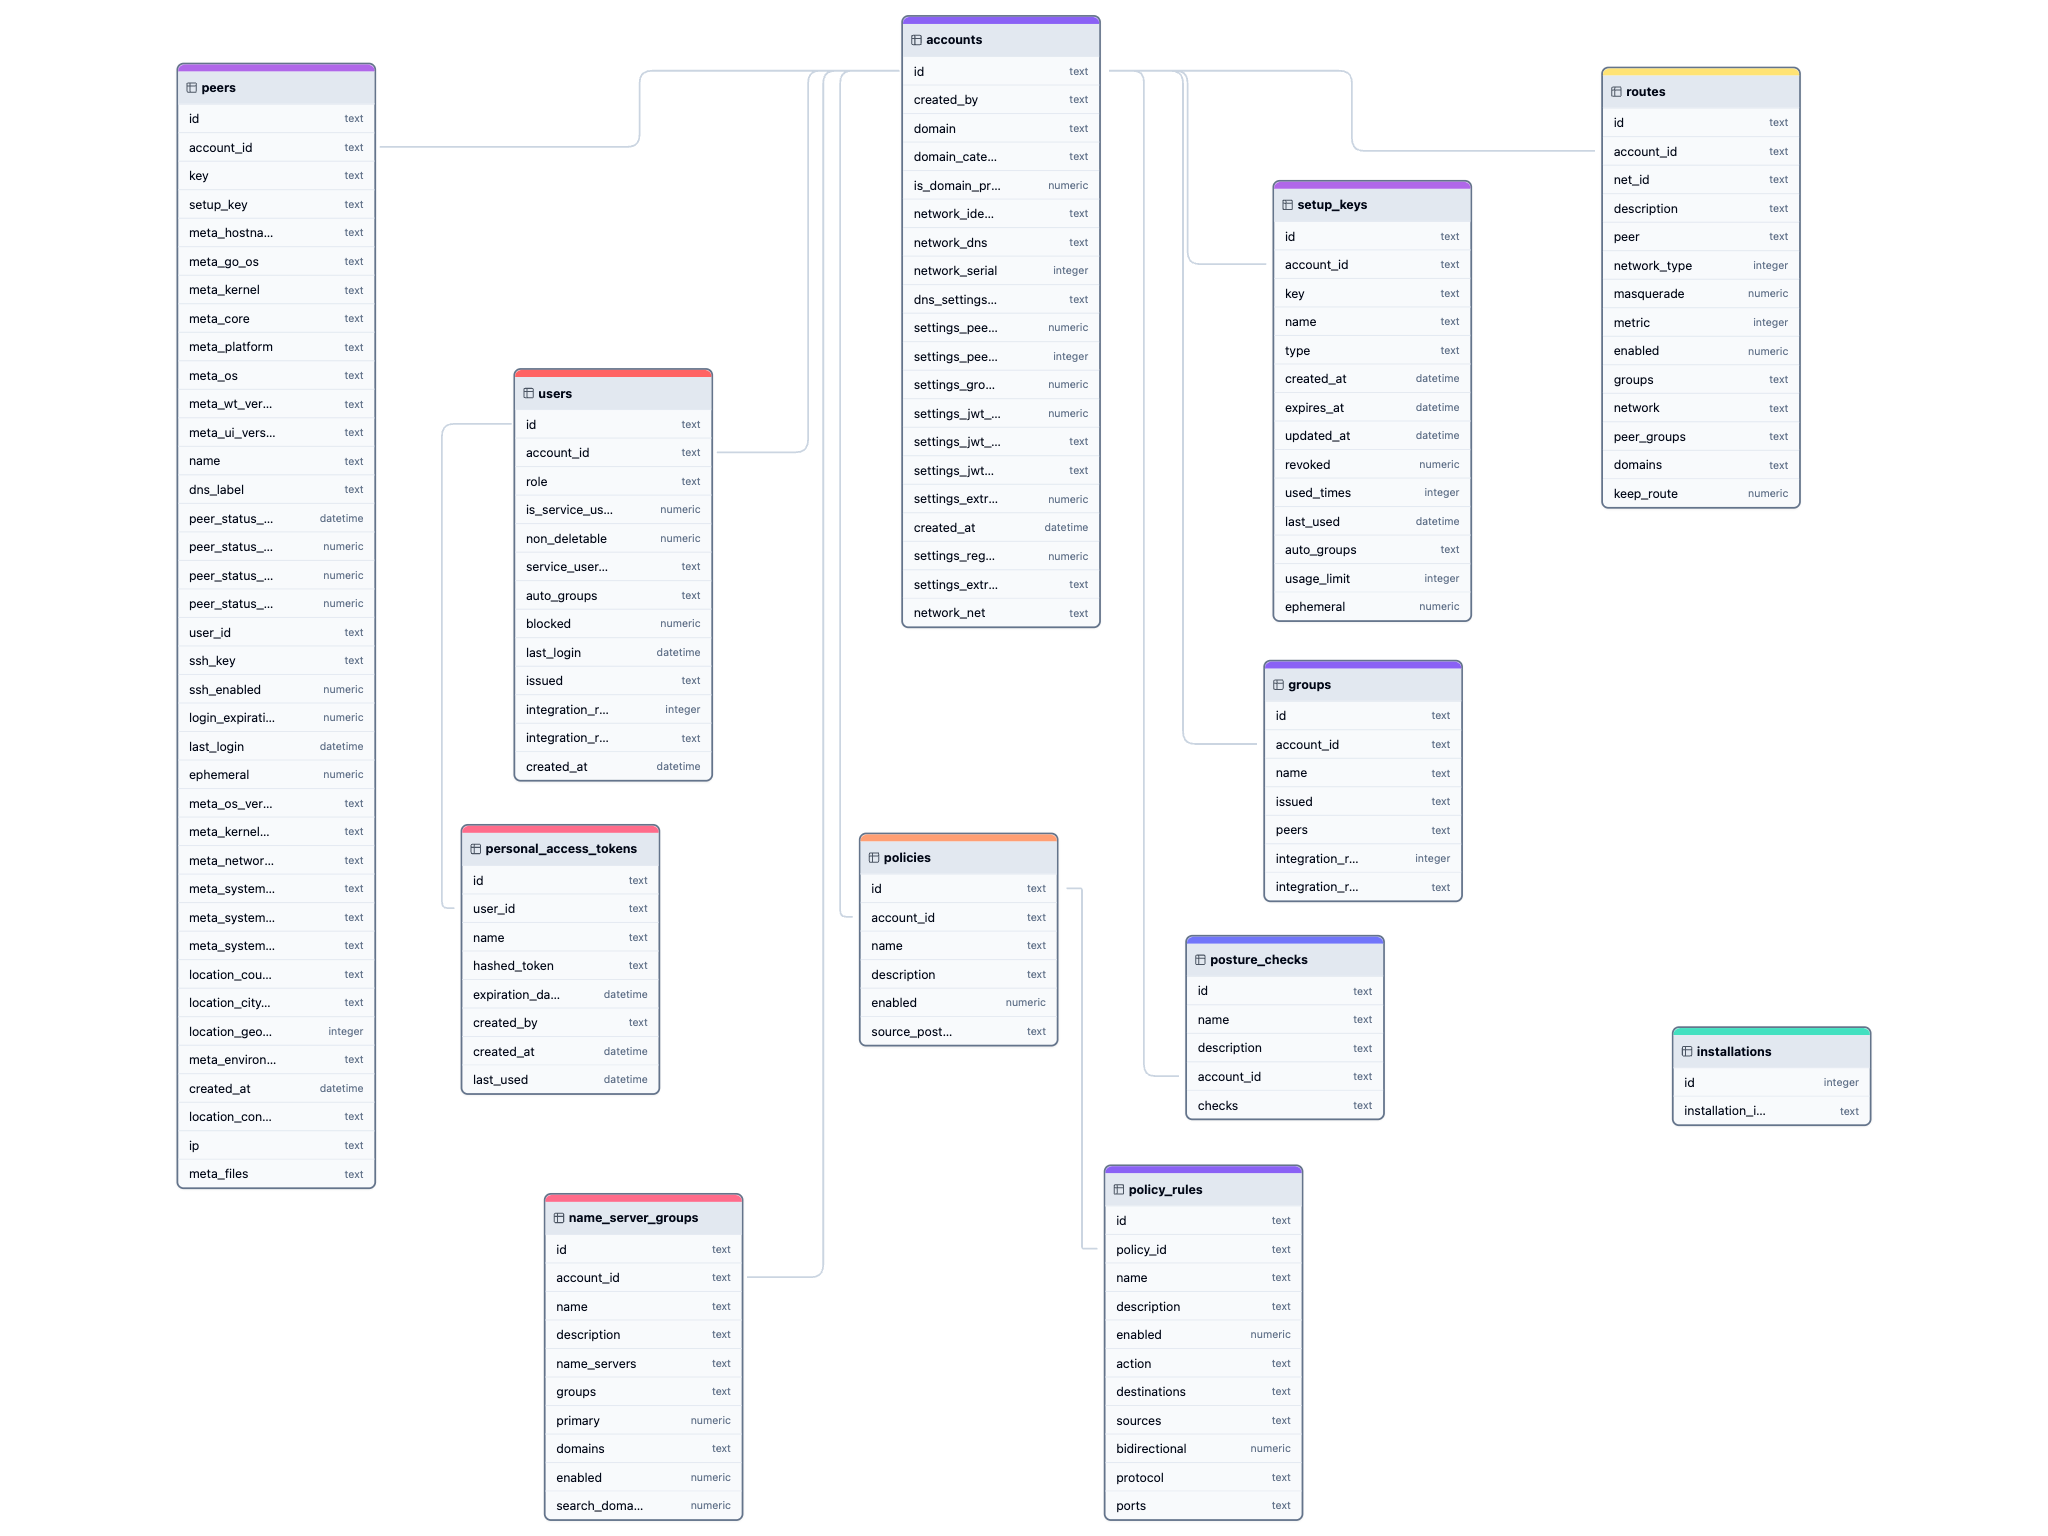 accounts
id text
created_by text
domain text
domain_cate... text
is_domain_pr... numeric
network_ide... text
network_dns text
network_serial integer
dns_settings... text
settings_pee... numeric
settings_pee... integer
settings_gro... numeric
settings_jwt_... numeric
settings_jwt_... text
settings_jwt... text
settings_extr... numeric
created_at datetime
settings_reg... numeric
settings_extr... text
network_net text
peers
id text
account_id text
key text
setup_key text
meta_hostna... text
meta_go_os text
meta_kernel text
meta_core text
meta_platform text
meta_os text
meta_wt_ver... text
meta_ui_vers... text
name text
dns_label text
peer_status_... datetime
peer_status_... numeric
peer_status_... numeric
peer_status_... numeric
user_id text
ssh_key text
ssh_enabled numeric
login_expirati... numeric
last_login datetime
ephemeral numeric
meta_os_ver... text
meta_kernel... text
meta_networ... text
meta_system... text
meta_system... text
meta_system... text
location_cou... text
location_city... text
location_geo... integer
meta_environ... text
created_at datetime
location_con... text
ip text
meta_files text
routes
id text
account_id text
net_id text
description text
peer text
network_type integer
masquerade numeric
metric integer
enabled numeric
groups text
network text
peer_groups text
domains text
keep_route numeric
setup_keys
id text
account_id text
key text
name text
type text
created_at datetime
expires_at datetime
updated_at datetime
revoked numeric
used_times integer
last_used datetime
auto_groups text
usage_limit integer
ephemeral numeric
users
id text
account_id text
role text
is_service_us... numeric
non_deletable numeric
service_user... text
auto_groups text
blocked numeric
last_login datetime
issued text
integration_r... integer
integration_r... text
created_at datetime
groups
id text
account_id text
name text
issued text
peers text
integration_r... integer
integration_r... text
personal_access_tokens
id text
user_id text
name text
hashed_token text
expiration_da... datetime
created_by text
created_at datetime
last_used datetime
policies
id text
account_id text
name text
description text
enabled numeric
source_post... text
posture_checks
id text
name text
description text
account_id text
checks text
installations
id integer
installation_i... text
policy_rules
id text
policy_id text
name text
description text
enabled numeric
action text
destinations text
sources text
bidirectional numeric
protocol text
ports text
name_server_groups
id text
account_id text
name text
description text
name_servers text
groups text
primary numeric
domains text
enabled numeric
search_doma... numeric